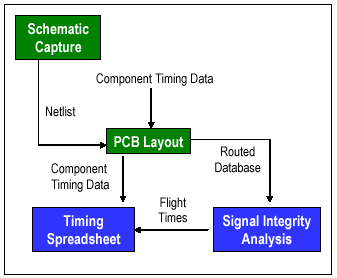 Schematic
Capture
Component Timing Data
Netlist
PCB Layout
Component
Timing Data
Routed
Database
Timing
Spreadsheet
Flight
Times
Signal Integrity
Analysis